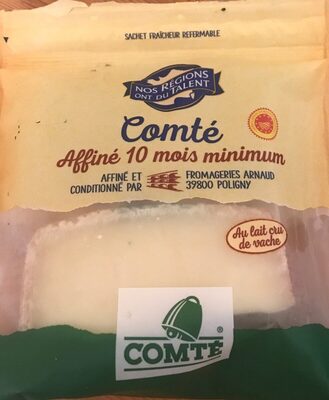 SACHET FRAÎCHEUR REFERMABLE
NOS RÉGIONS
ONT DU TALENT
Comté
Affiné 10 mois minimum
AFFINÉ ET
CONDITIONNÉ PAR
FROMAGERIES ARNAUD
39800 POLIGNY
Au lait cru
de vache
COMTÉ ®